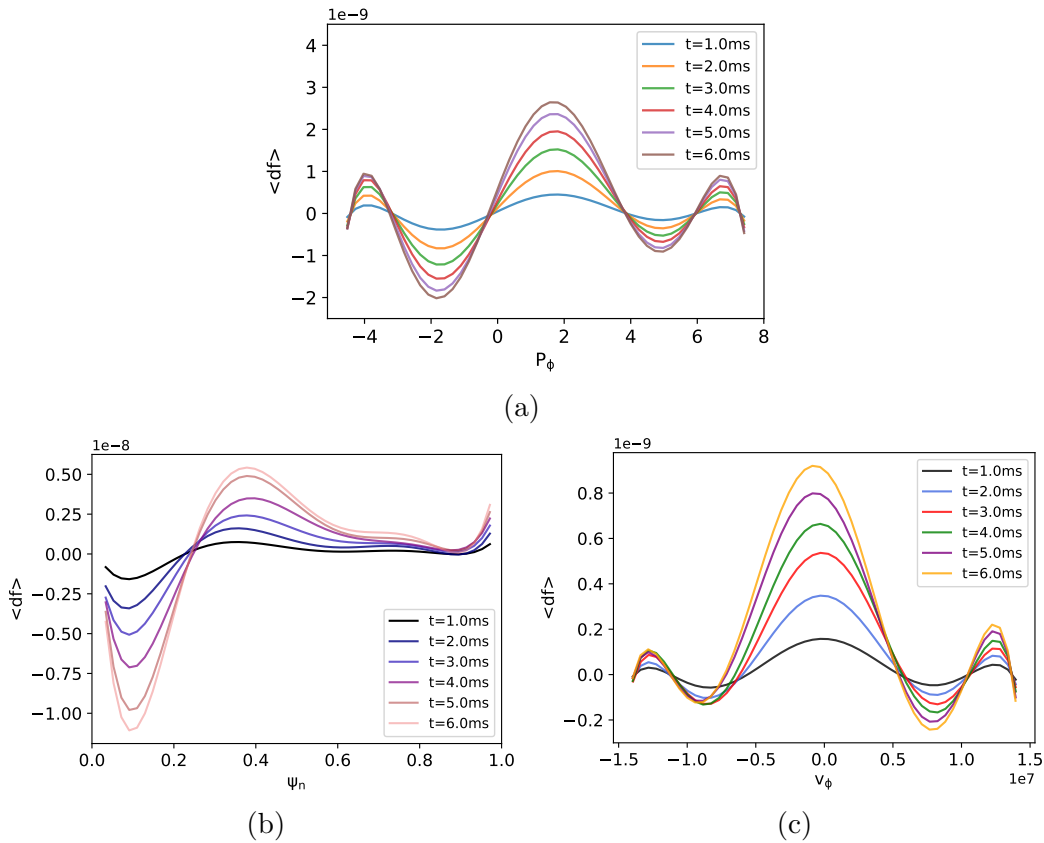 1e−9
4
3
2
1
0
−1
−2
<df>
t=1.0ms
t=2.0ms
t=3.0ms
t=4.0ms
t=5.0ms
t=6.0ms
−4 −2 0 2 4 6 8
P_ϕ
(a)
1e−8
0.50
0.25
0.00
−0.25
−0.50
−0.75
−1.00
<df>
t=1.0ms
t=2.0ms
t=3.0ms
t=4.0ms
t=5.0ms
t=6.0ms
0.0 0.2 0.4 0.6 0.8 1.0
ψ_n
(b)
1e−9
0.8
0.6
0.4
0.2
0.0
−0.2
<df>
t=1.0ms
t=2.0ms
t=3.0ms
t=4.0ms
t=5.0ms
t=6.0ms
−1.5 −1.0 −0.5 0.0 0.5 1.0 1.5
1e7
v_ϕ
(c)